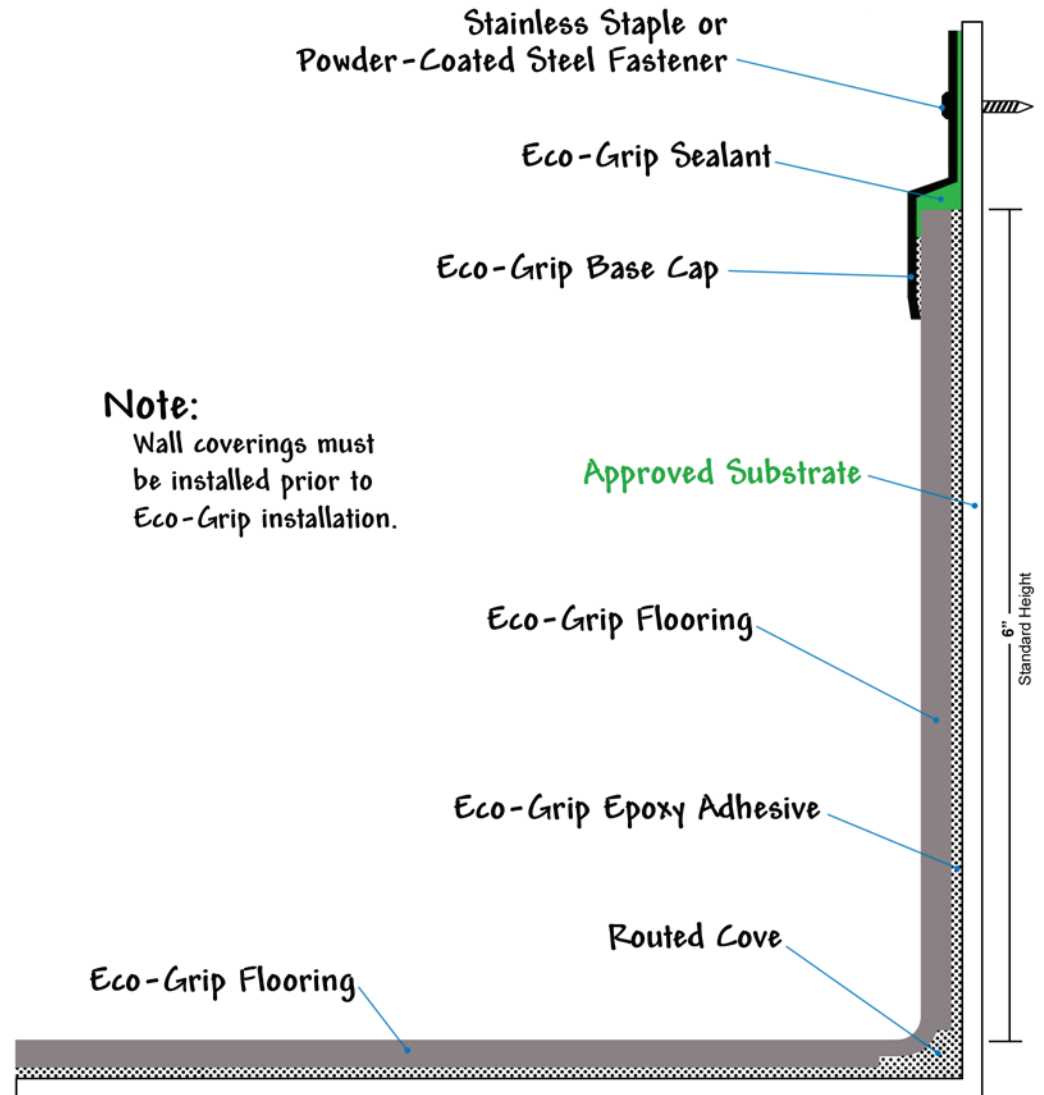 Stainless Staple or
Powder-Coated Steel Fastener
Eco-Grip Sealant
Eco-Grip Base Cap
Note:
Wall coverings must
be installed prior to
Eco-Grip installation.
Approved Substrate
Eco-Grip Flooring
6”
Standard Height
Eco-Grip Epoxy Adhesive
Routed Cove
Eco-Grip Flooring